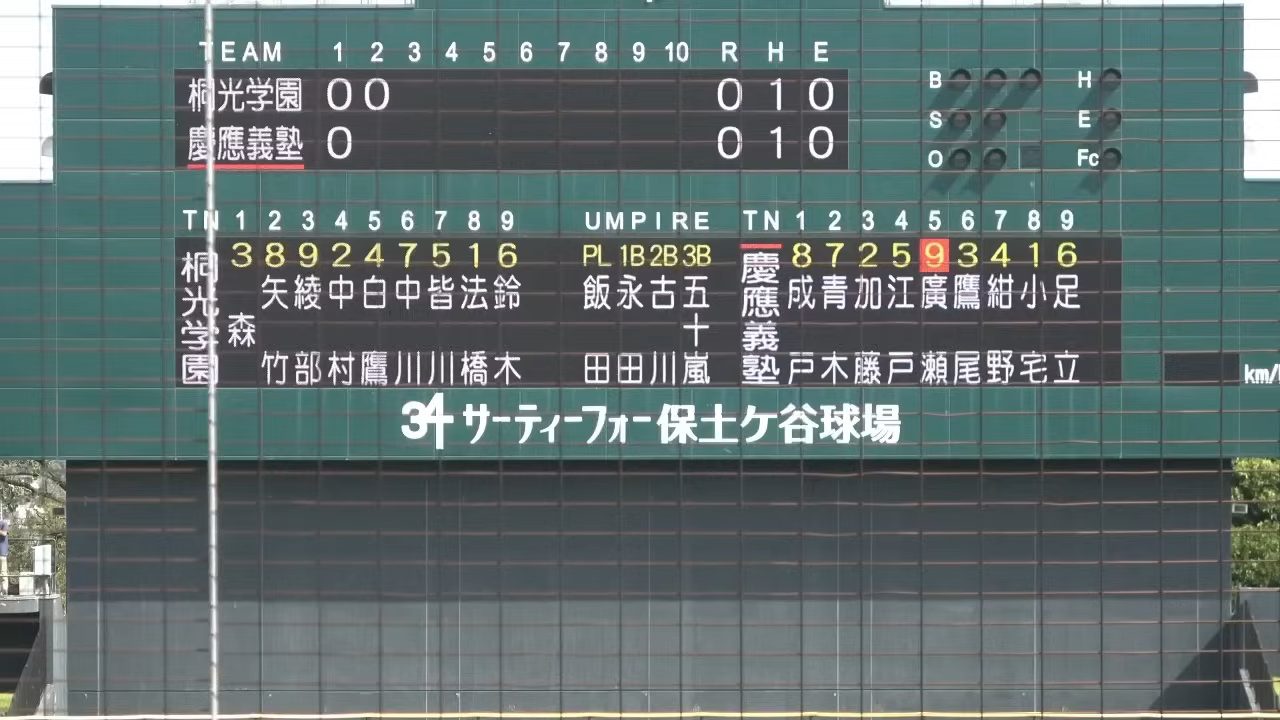 TEAM 1 2 3 4 5 6 7 8 9 10 R H E
桐光学園 0 0 0 1 0
慶應義塾 0 0 1 0
B H
S E
O Fc
TN 1 2 3 4 5 6 7 8 9
桐光学園
3 8 9 2 4 7 5 1 6
森 矢竹 綾部 中村 白鷹 中川 皆川 法橋 鈴木
UMPIRE
PL 1B 2B 3B
飯田 永田 古川 五十嵐
TN 1 2 3 4 5 6 7 8 9
慶應義塾
8 7 2 5 9 3 4 1 6
成戸 青木 加藤 江戸 廣瀬 鷹尾 紺野 小宅 足立
km/
34 サーティーフォー保土ケ谷球場